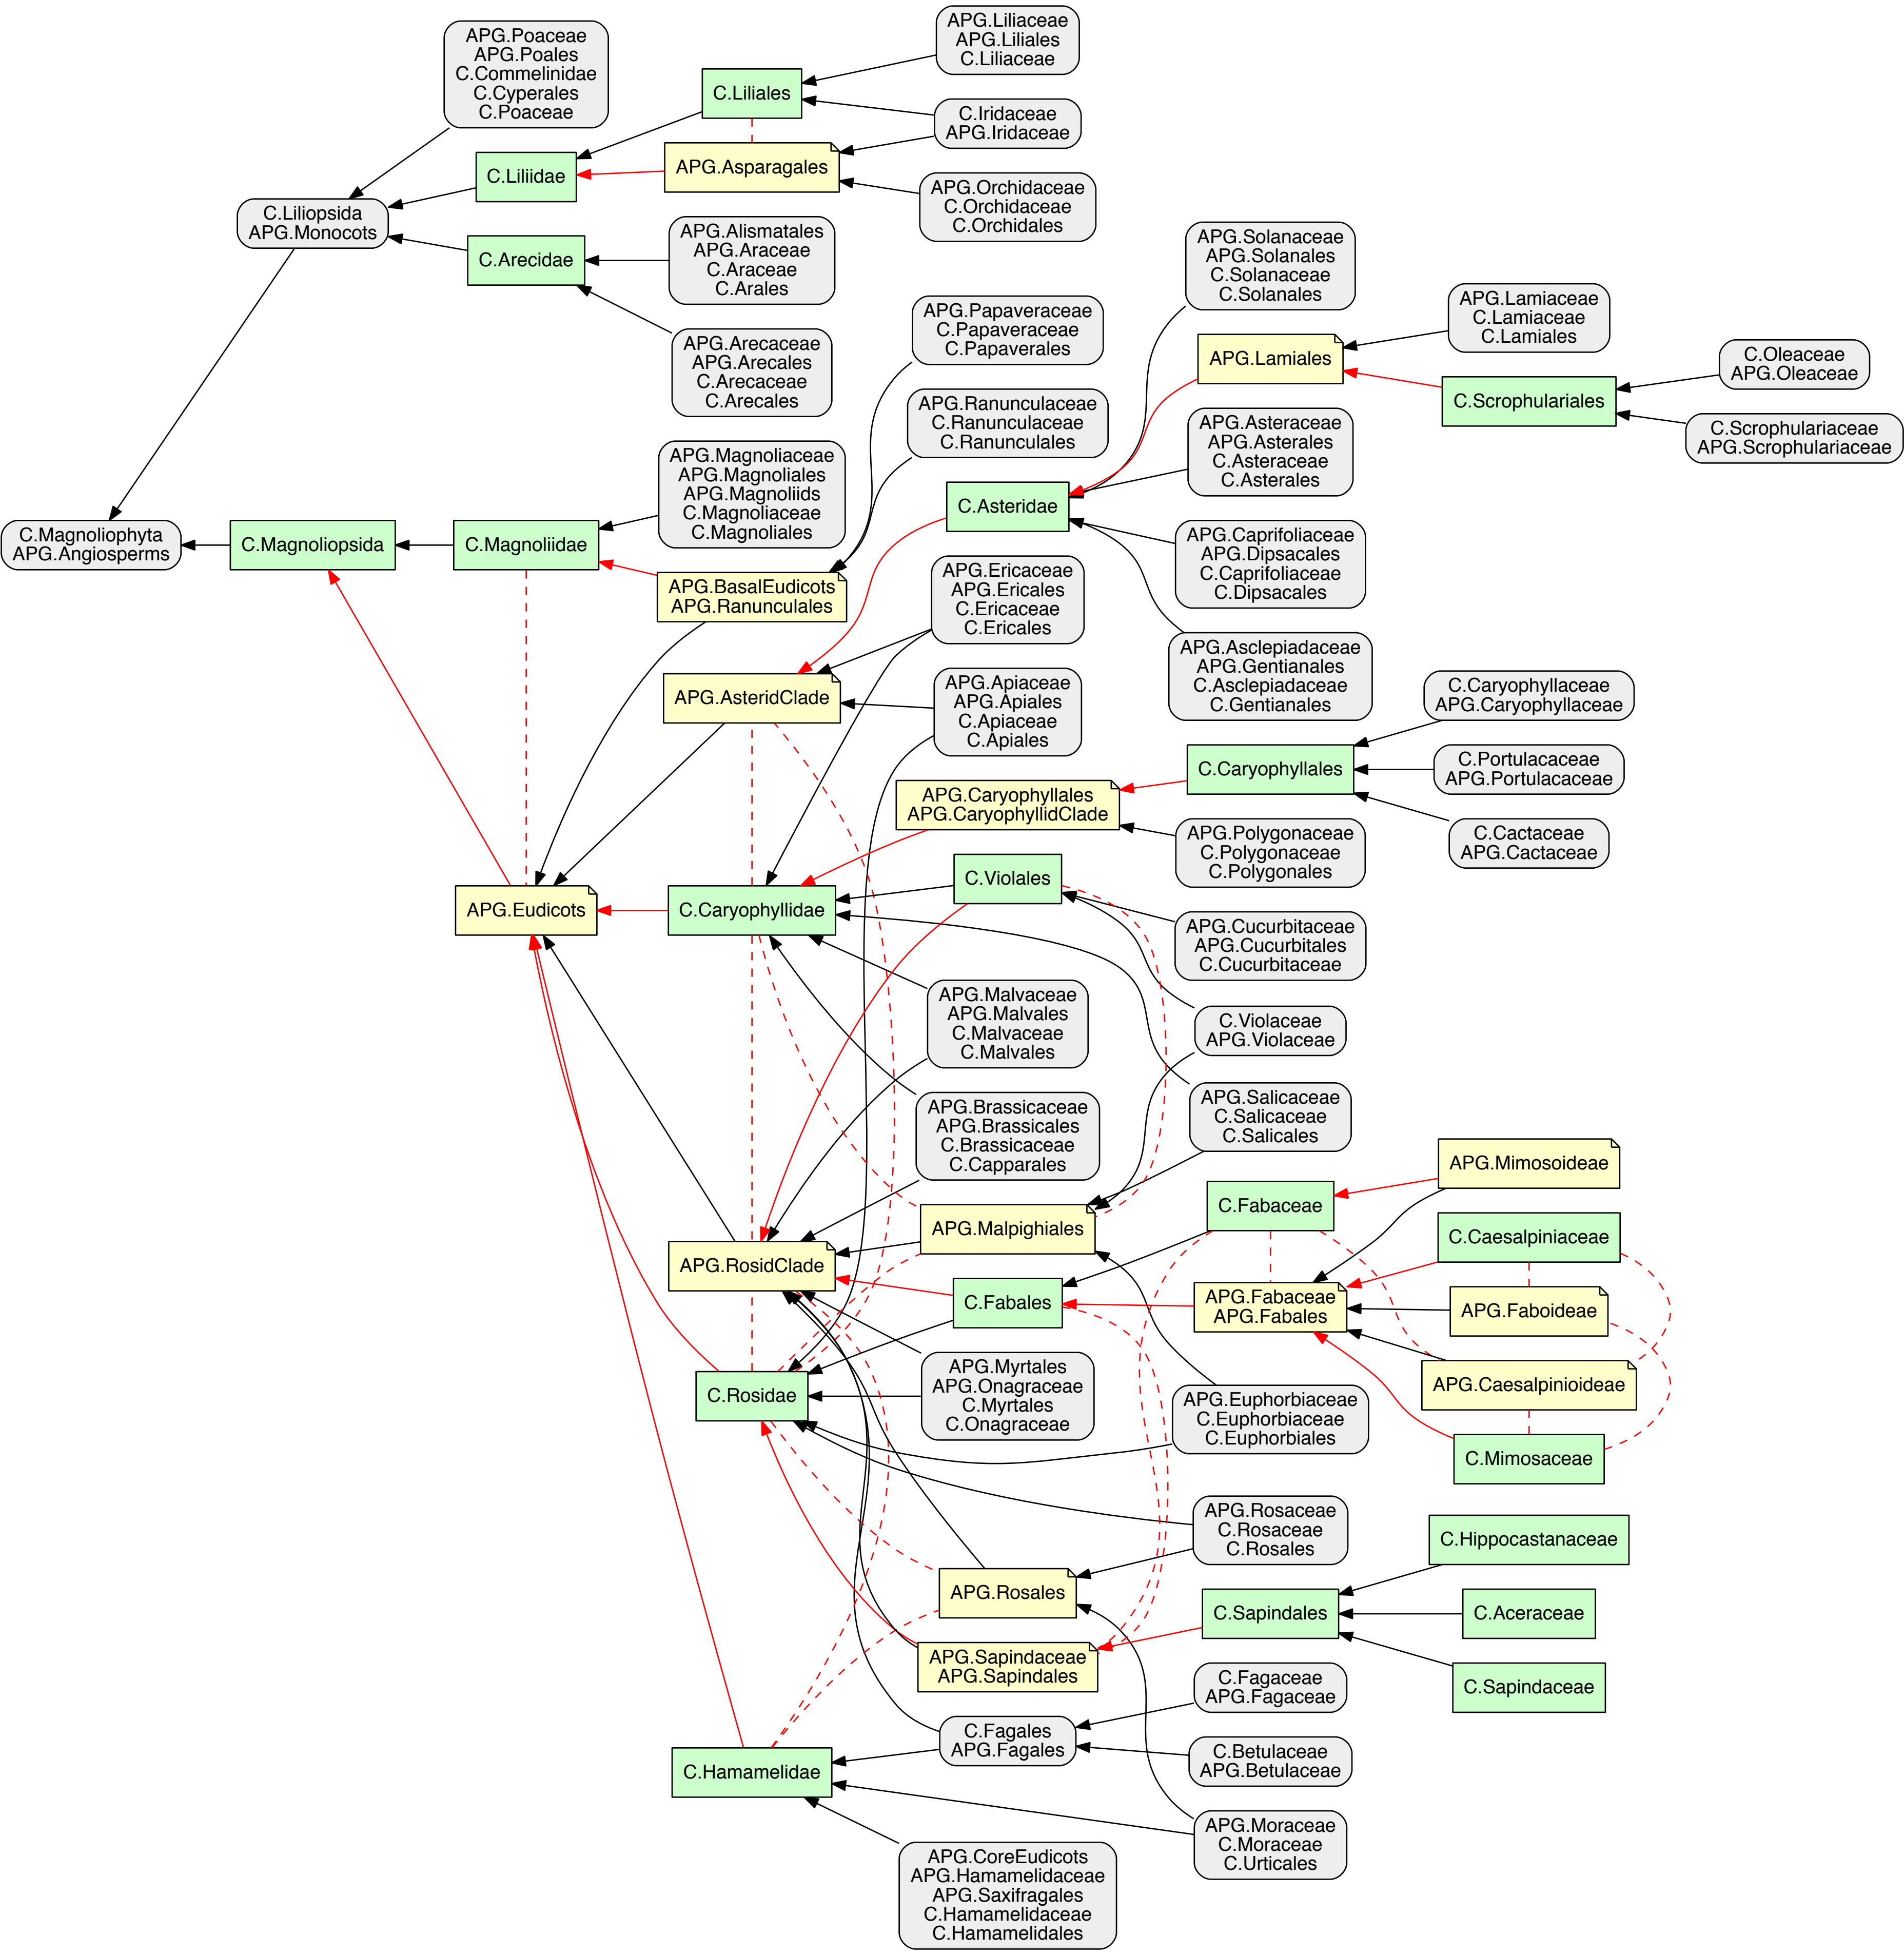 APG.Poaceae
APG.Poales
C.Commelinidae
C.Cyperales
C.Poaceae
C.Liliales
APG.Liliaceae
APG.Liliales
C.Liliaceae
C.Iridaceae
APG.Iridaceae
C.Liliidae
APG.Asparagales
APG.Orchidaceae
C.Orchidaceae
C.Orchidales
C.Liliopsida
APG.Monocots
C.Arecidae
APG.Alismatales
APG.Araceae
C.Araceae
C.Arales
APG.Arecaceae
APG.Arecales
C.Arecaceae
C.Arecales
APG.Solanaceae
APG.Solanales
C.Solanaceae
C.Solanales
APG.Papaveraceae
C.Papaveraceae
C.Papaverales
APG.Lamiales
APG.Lamiaceae
C.Lamiaceae
C.Lamiales
C.Oleaceae
APG.Oleaceae
C.Scrophulariales
C.Scrophulariaceae
APG.Scrophulariaceae
APG.Ranunculaceae
C.Ranunculaceae
C.Ranunculales
APG.Asteraceae
APG.Asterales
C.Asteraceae
C.Asterales
APG.Magnoliaceae
APG.Magnoliales
APG.Magnoliids
C.Magnoliaceae
C.Magnoliales
C.Asteridae
C.Magnoliophyta
APG.Angiosperms
C.Magnoliopsida
C.Magnoliidae
APG.Caprifoliaceae
APG.Dipsacales
C.Caprifoliaceae
C.Dipsacales
APG.BasalEudicots
APG.Ranunculales
APG.Ericaceae
APG.Ericales
C.Ericaceae
C.Ericales
APG.Asclepiadaceae
APG.Gentianales
C.Asclepiadaceae
C.Gentianales
APG.AsteridClade
APG.Apiaceae
APG.Apiales
C.Apiaceae
C.Apiales
C.Caryophyllaceae
APG.Caryophyllaceae
C.Caryophyllales
C.Portulacaceae
APG.Portulacaceae
APG.Caryophyllales
APG.CaryophyllidClade
C.Cactaceae
APG.Cactaceae
APG.Polygonaceae
C.Polygonaceae
C.Polygonales
C.Violales
APG.Eudicots
C.Caryophyllidae
APG.Cucurbitaceae
APG.Cucurbitales
C.Cucurbitaceae
APG.Malvaceae
APG.Malvales
C.Malvaceae
C.Malvales
C.Violaceae
APG.Violaceae
APG.Brassicaceae
APG.Brassicales
C.Brassicaceae
C.Capparales
APG.Salicaceae
C.Salicaceae
C.Salicales
APG.Mimosoideae
C.Fabaceae
APG.Malpighiales
C.Caesalpiniaceae
APG.RosidClade
C.Fabales
APG.Fabaceae
APG.Fabales
APG.Faboideae
C.Rosidae
APG.Myrtales
APG.Onagraceae
C.Myrtales
C.Onagraceae
APG.Caesalpinioideae
APG.Euphorbiaceae
C.Euphorbiaceae
C.Euphorbiales
C.Mimosaceae
APG.Rosaceae
C.Rosaceae
C.Rosales
C.Hippocastanaceae
APG.Rosales
C.Sapindales
C.Aceraceae
APG.Sapindaceae
APG.Sapindales
C.Sapindaceae
C.Fagaceae
APG.Fagaceae
C.Fagales
APG.Fagales
C.Betulaceae
APG.Betulaceae
C.Hamamelidae
APG.Moraceae
C.Moraceae
C.Urticales
APG.CoreEudicots
APG.Hamamelidaceae
APG.Saxifragales
C.Hamamelidaceae
C.Hamamelidales